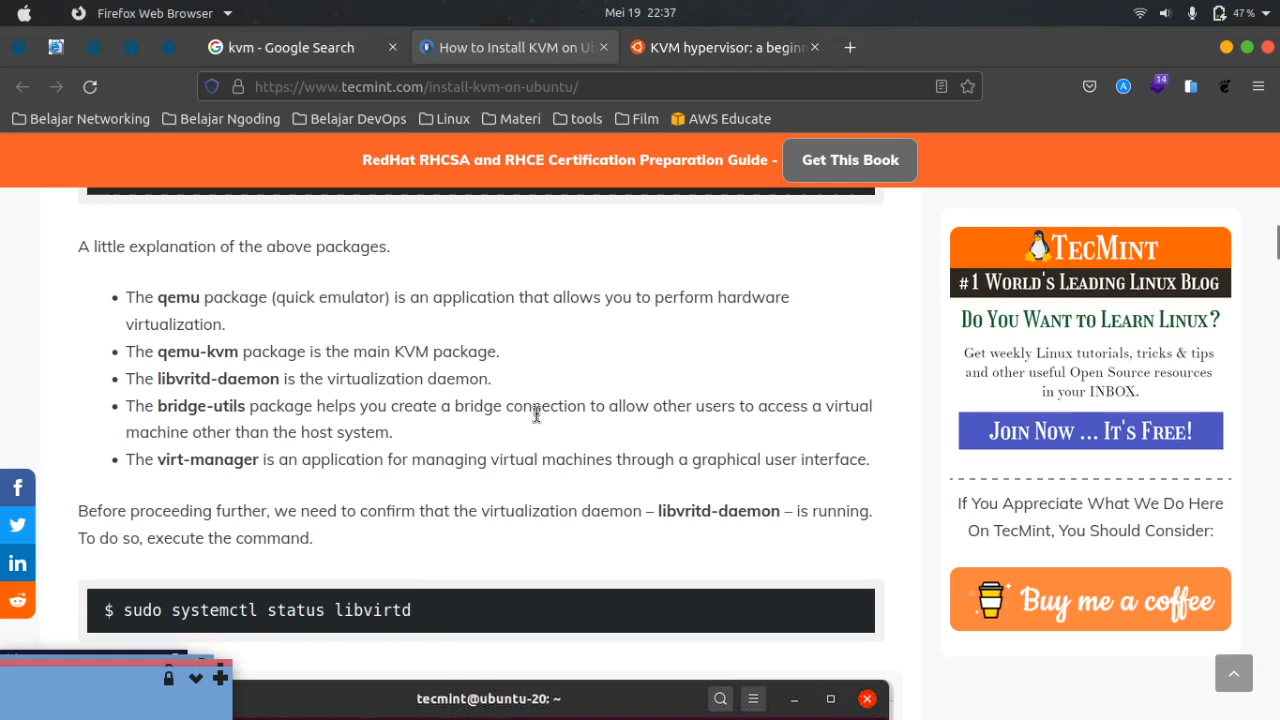 Firefox Web Browser
Mei 19 22:37
47 %
kvm - Google Search
How to Install KVM on Ub
KVM hypervisor: a beginn
https://www.tecmint.com/install-kvm-on-ubuntu/
14
Belajar Networking
Belajar Ngoding
Belajar DevOps
Linux
Materi
tools
Film
AWS Educate
RedHat RHCSA and RHCE Certification Preparation Guide -
Get This Book
A little explanation of the above packages.
The qemu package (quick emulator) is an application that allows you to perform hardware
virtualization.
The qemu-kvm package is the main KVM package.
The libvritd-daemon is the virtualization daemon.
The bridge-utils package helps you create a bridge connection to allow other users to access a virtual
machine other than the host system.
The virt-manager is an application for managing virtual machines through a graphical user interface.
Before proceeding further, we need to confirm that the virtualization daemon – libvritd-daemon – is running.
To do so, execute the command.
$ sudo systemctl status libvirtd
tecmint@ubuntu-20: ~
TecMint
#1 World's Leading Linux Blog
Do You Want to Learn Linux?
Get weekly Linux tutorials, tricks & tips
and other useful Open Source resources
in your INBOX.
Join Now ... It's Free!
If You Appreciate What We Do Here
On TecMint, You Should Consider:
Buy me a coffee